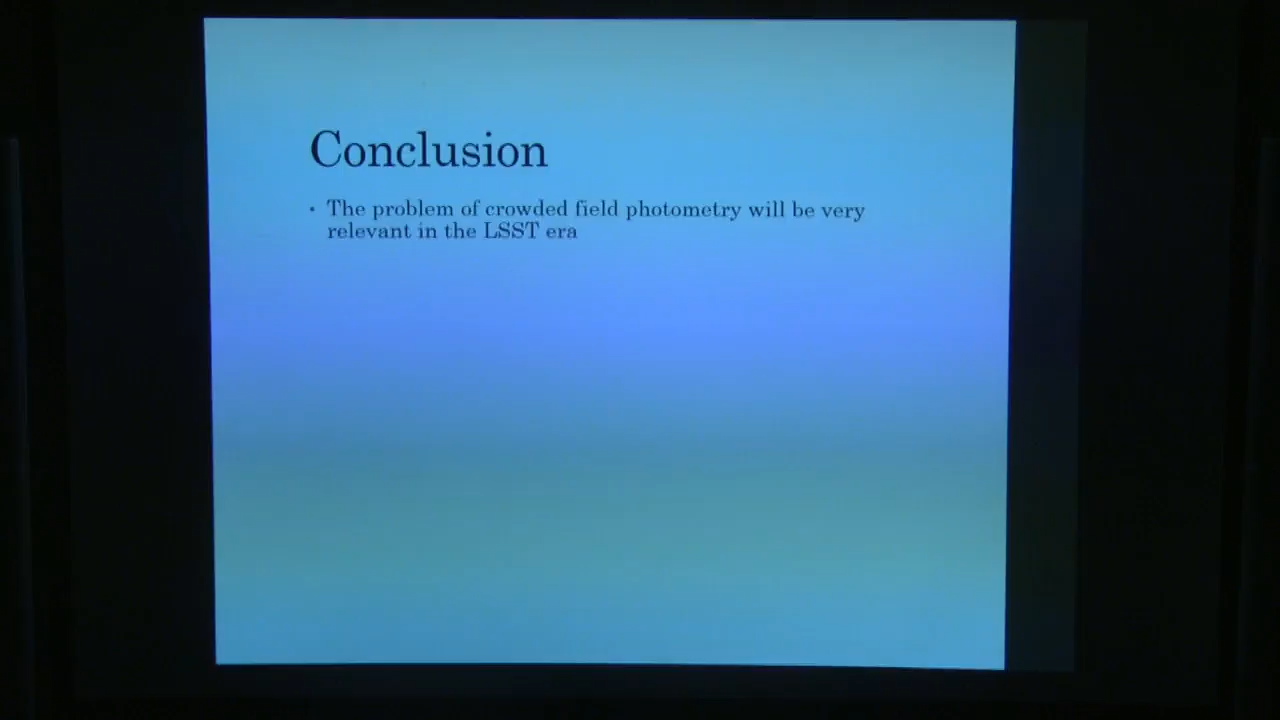 Conclusion
• The problem of crowded field photometry will be very
relevant in the LSST era